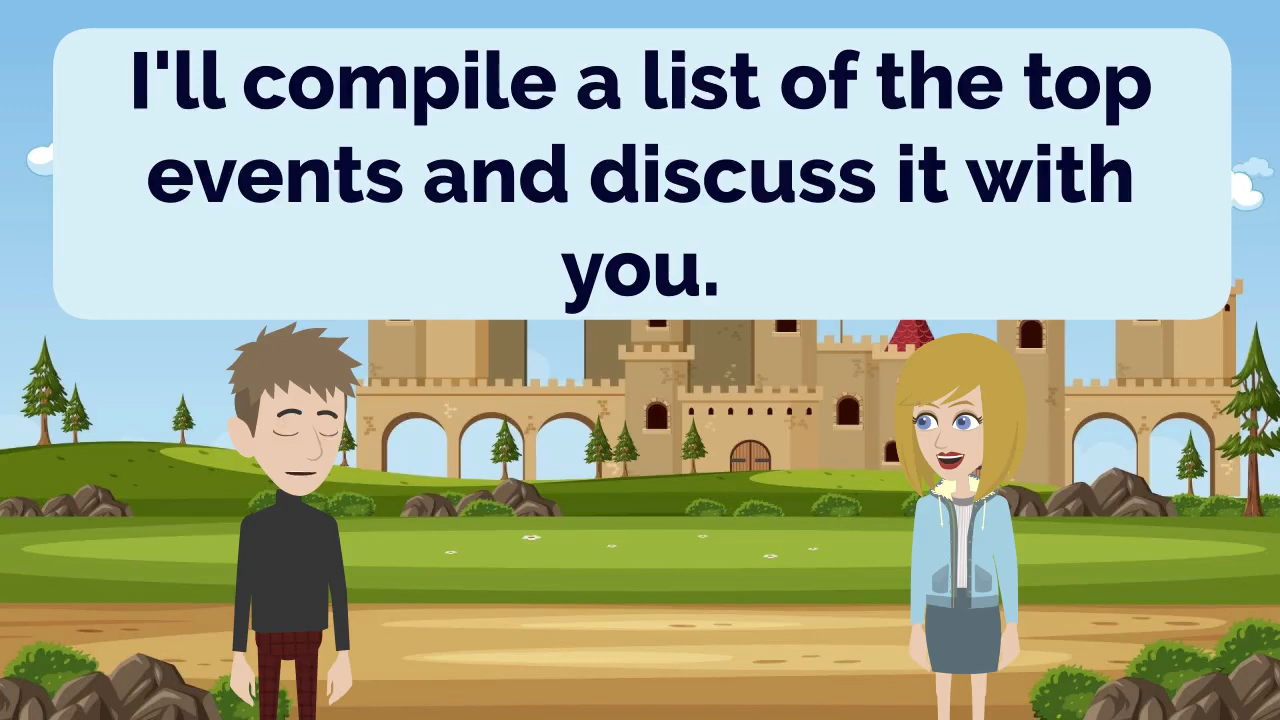 I'll compile a list of the top
events and discuss it with
you.